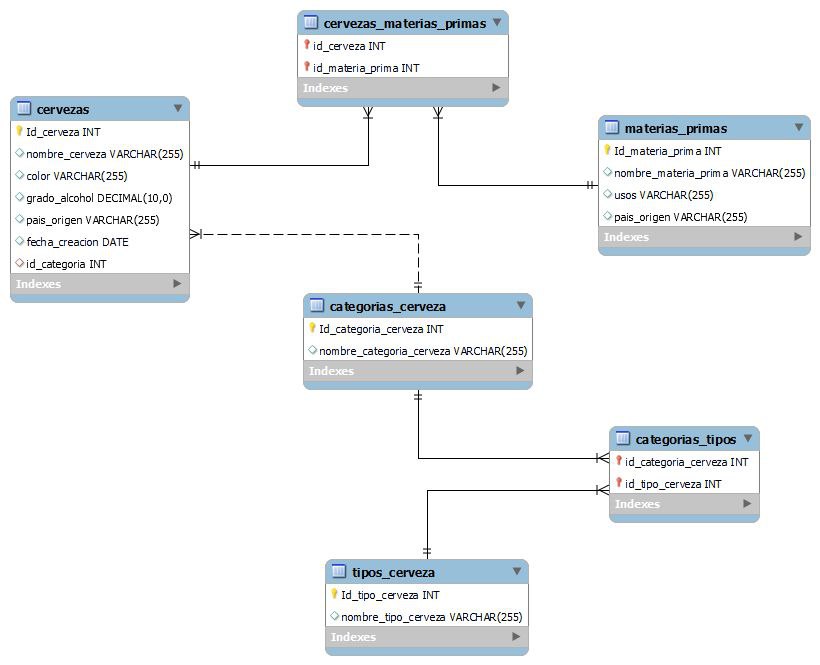 cervezas_materias_primas
id_cerveza INT
id_materia_prima INT
Indexes
cervezas
Id_cerveza INT
nombre_cerveza VARCHAR(255)
color VARCHAR(255)
grado_alcohol DECIMAL(10,0)
pais_origen VARCHAR(255)
fecha_creacion DATE
id_categoria INT
Indexes
materias_primas
Id_materia_prima INT
nombre_materia_prima VARCHAR(255)
usos VARCHAR(255)
pais_origen VARCHAR(255)
Indexes
categorias_cerveza
Id_categoria_cerveza INT
nombre_categoria_cerveza VARCHAR(255)
Indexes
categorias_tipos
id_categoria_cerveza INT
id_tipo_cerveza INT
Indexes
tipos_cerveza
Id_tipo_cerveza INT
nombre_tipo_cerveza VARCHAR(255)
Indexes